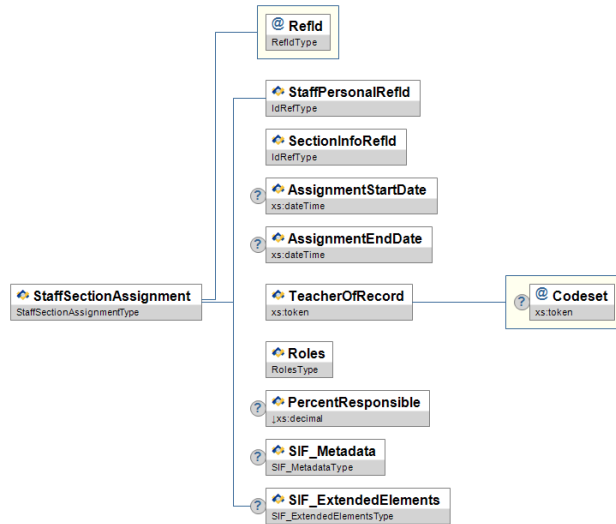 @ RefId
RefIdType
StaffPersonalRefId
IdRefType
SectionInfoRefId
IdRefType
? AssignmentStartDate
xs:dateTime
? AssignmentEndDate
xs:dateTime
StaffSectionAssignment
StaffSectionAssignmentType
TeacherOfRecord
xs:token
? @ Codeset
xs:token
Roles
RolesType
? PercentResponsible
↓xs:decimal
? SIF_Metadata
SIF_MetadataType
? SIF_ExtendedElements
SIF_ExtendedElementsType